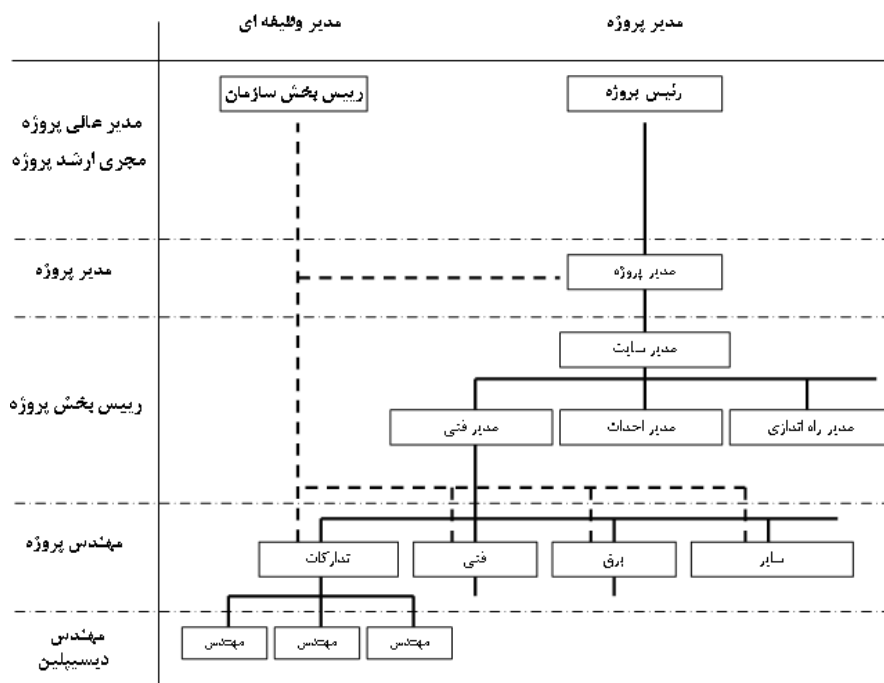 مدیر پروژه
مدیر وظیفه ای
رئیس پروژه
رییس بخش سازمان
مدیر عالی پروژه
مجری ارشد پروژه
مدیر پروژه
مدیر پروژه
مدیر سایت
رییس بخش پروژه
مدیر راه اندازی
مدیر احداث
مدیر فنی
سایر
برق
فنی
تدارکات
مهندس پروژه
مهندس
مهندس
مهندس
مهندس
دیسیپلین